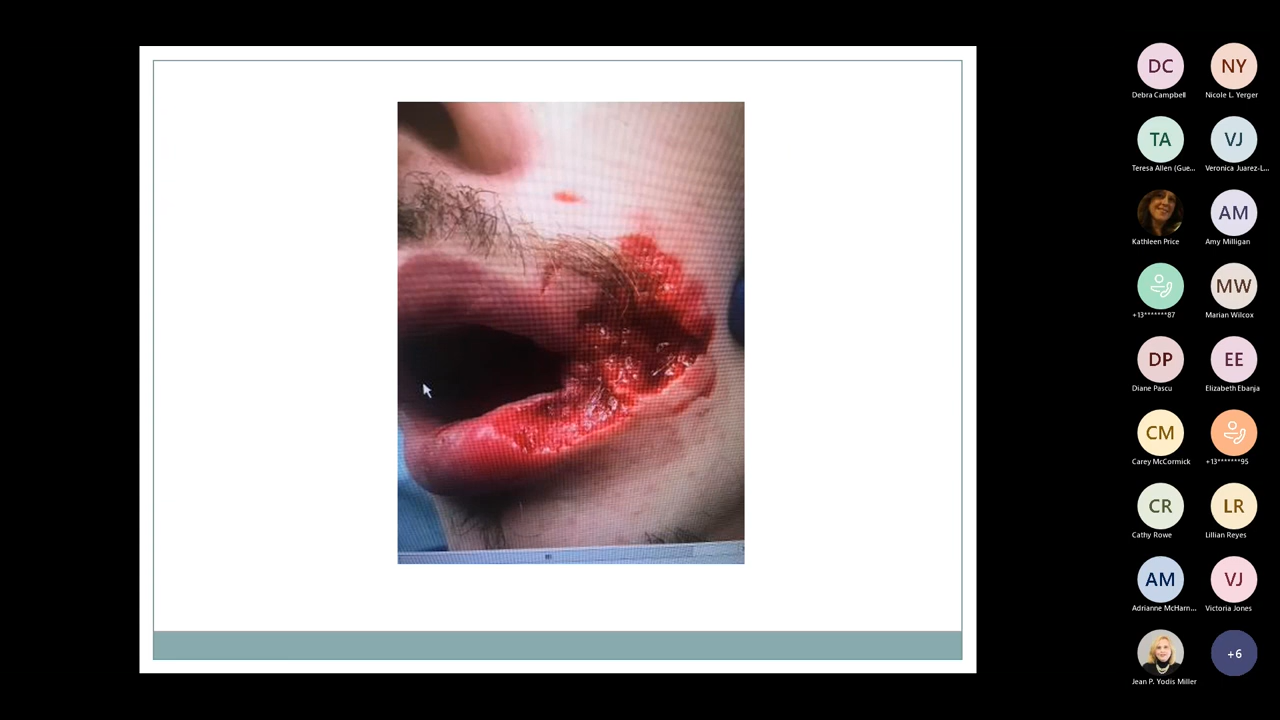 DC
NY
Debra Campbell
Nicole L. Yerger
TA
VJ
Teresa Allen (Gue...
Veronica Juarez-L...
AM
Kathleen Price
Amy Milligan
MW
+13*******87
Marian Wilcox
DP
EE
Diane Pascu
Elizabeth Ebanja
CM
Carey McCormick
+13*******95
CR
LR
Cathy Rowe
Lillian Reyes
AM
VJ
Adrianne McHarn...
Victoria Jones
+6
Jean P. Yodis Miller